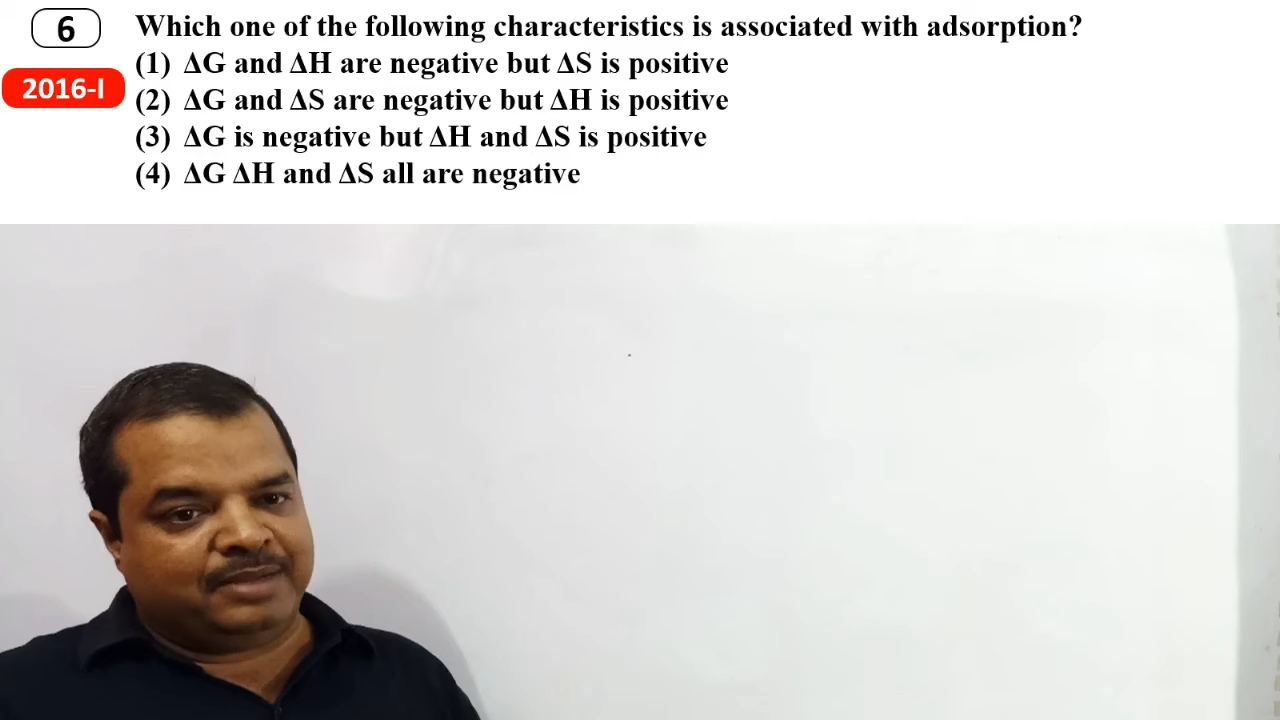 6
Which one of the following characteristics is associated with adsorption?
2016-I
(1) ΔG and ΔH are negative but ΔS is positive
(2) ΔG and ΔS are negative but ΔH is positive
(3) ΔG is negative but ΔH and ΔS is positive
(4) ΔG ΔH and ΔS all are negative